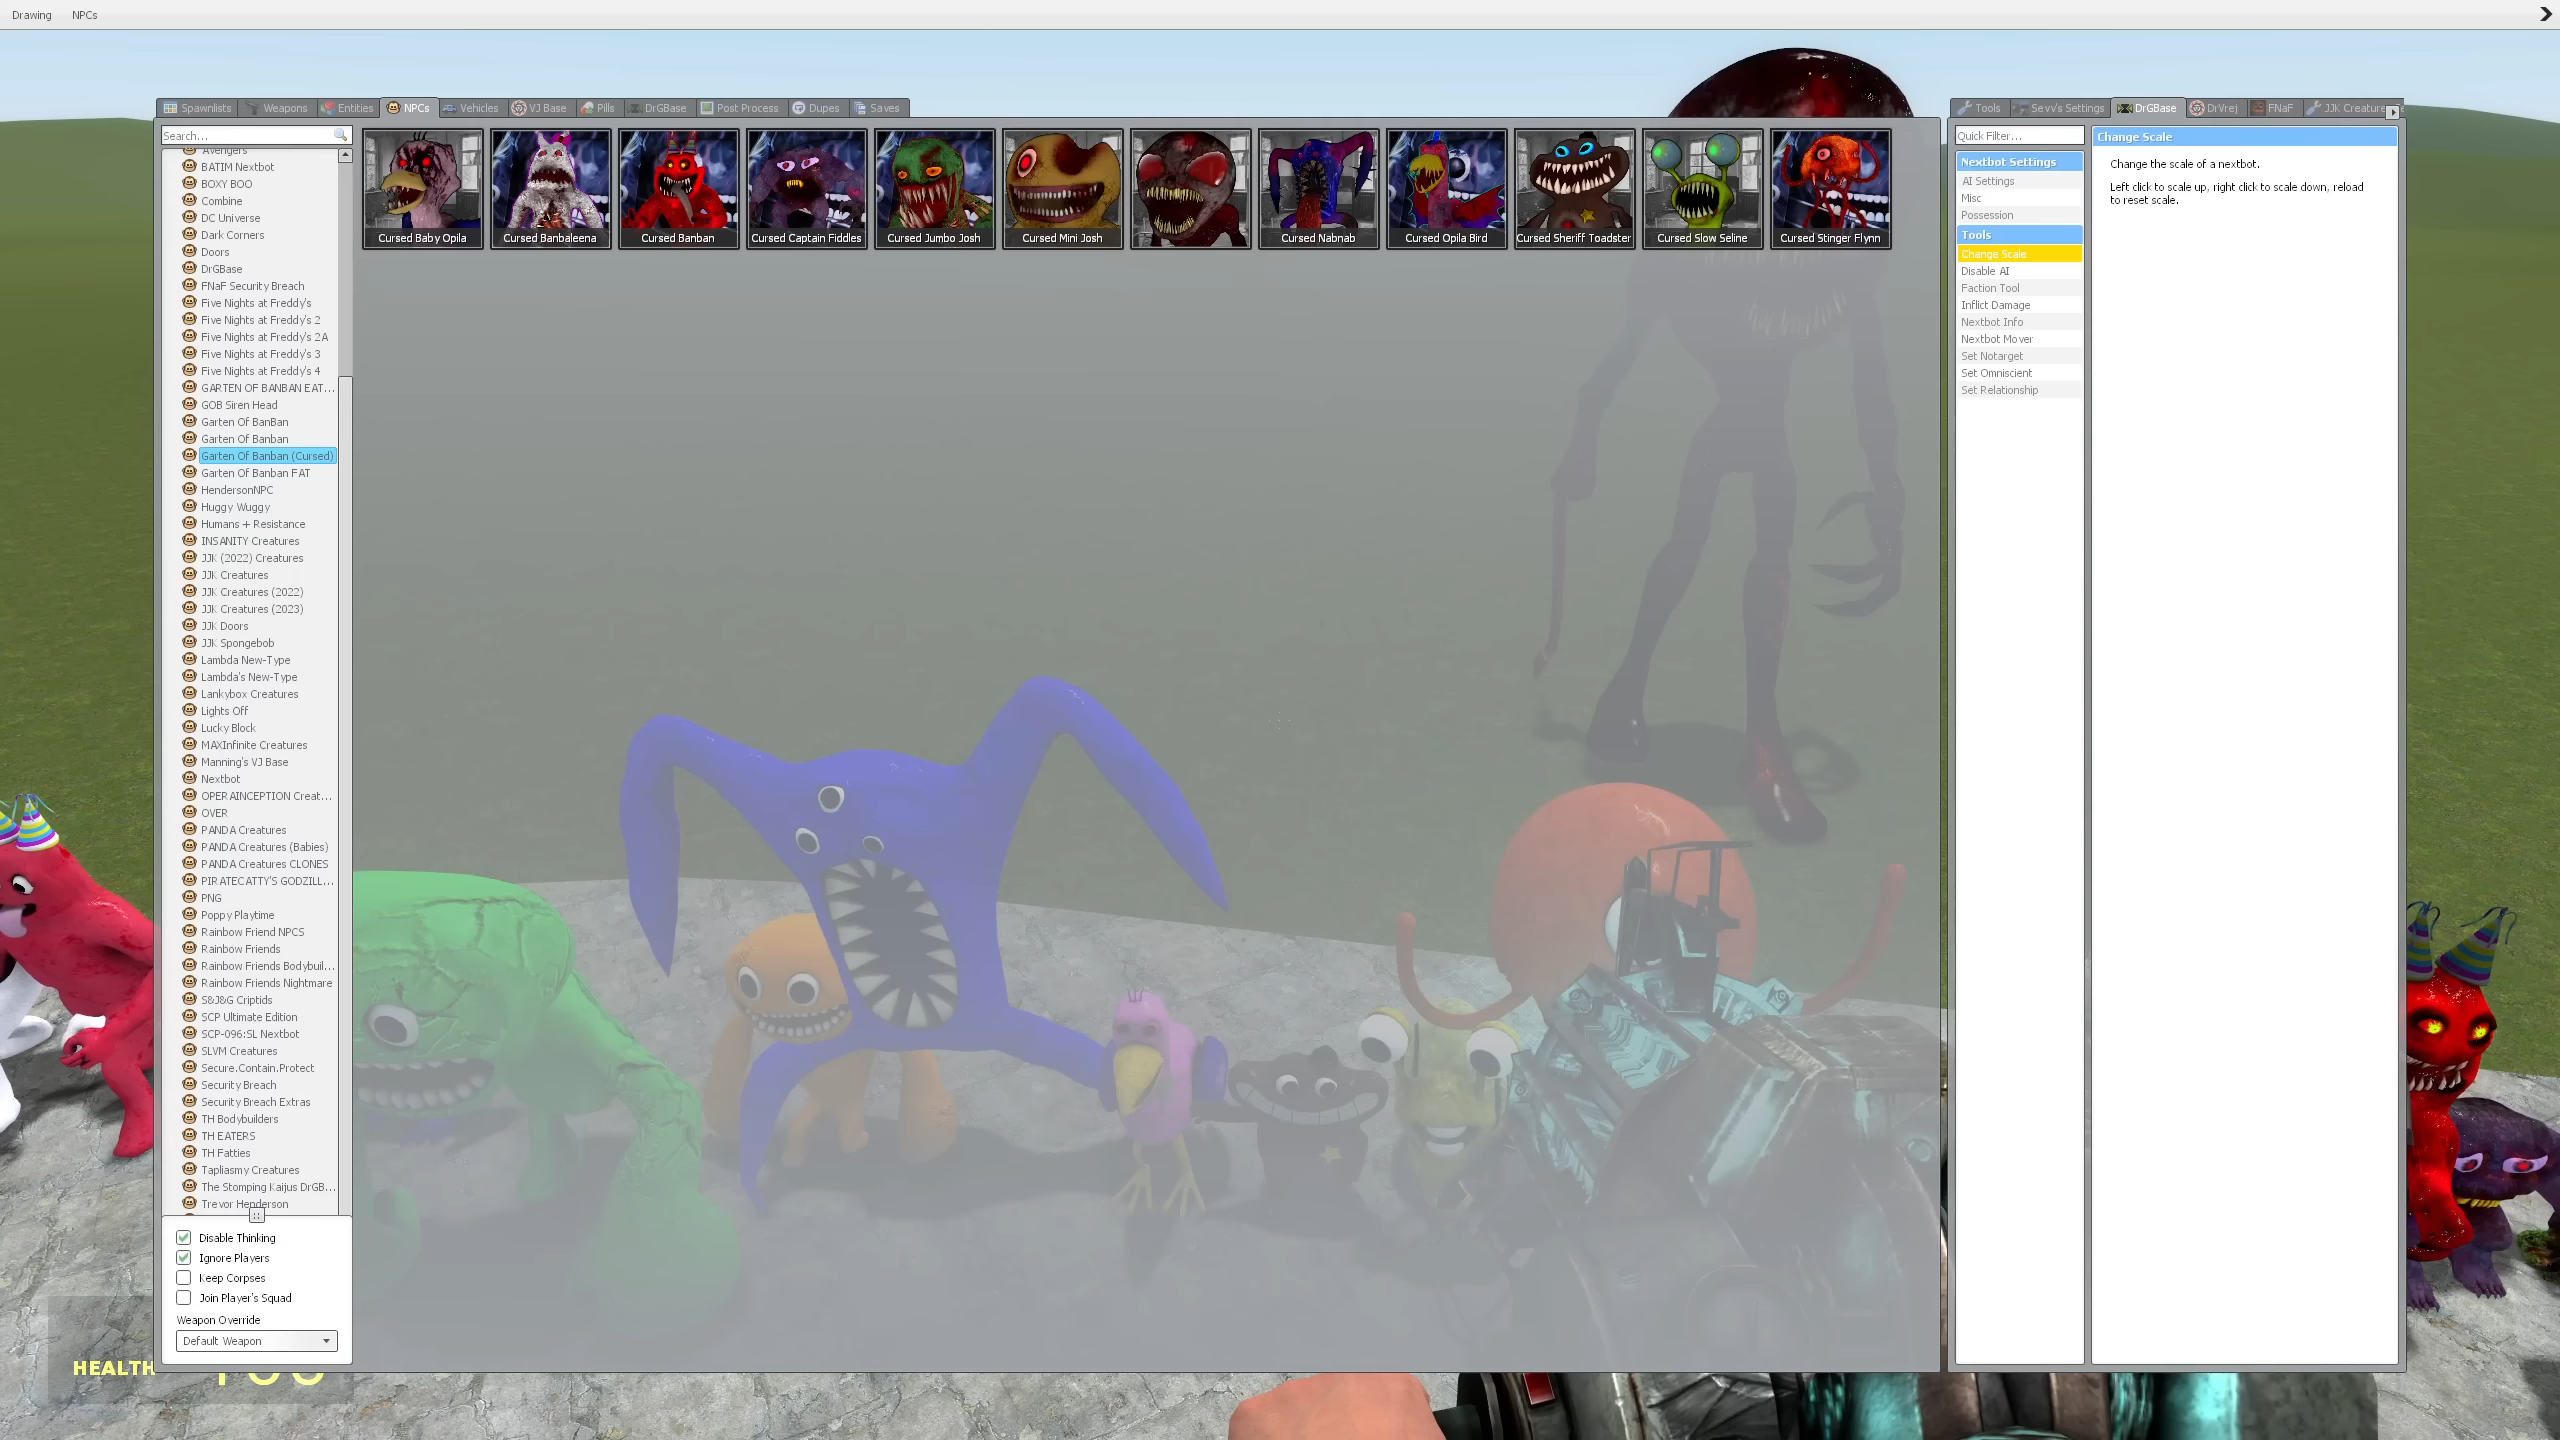 Drawing NPCs
Spawnlists Weapons Entities NPCs Vehicles VJ Base Pills DrGBase Post Process Dupes Saves
Search...
Avengers
BATIM Nextbot
BOXY BOO
Combine
DC Universe
Dark Corners
Doors
DrGBase
FNaF Security Breach
Five Nights at Freddy's
Five Nights at Freddy's 2
Five Nights at Freddy's 2A
Five Nights at Freddy's 3
Five Nights at Freddy's 4
GARTEN OF BANBAN EAT...
GOB Siren Head
Garten Of BanBan
Garten Of Banban
Garten Of Banban (Cursed)
Garten Of Banban FAT
HendersonNPC
Huggy Wuggy
Humans + Resistance
INSANITY Creatures
JJK (2022) Creatures
JJK Creatures
JJK Creatures (2022)
JJK Creatures (2023)
JJK Doors
JJK Spongebob
Lambda New-Type
Lambda's New-Type
Lankybox Creatures
Lights Off
Lucky Block
MAXInfinite Creatures
Manning's VJ Base
Nextbot
OPERAINCEPTION Creat...
OVER
PANDA Creatures
PANDA Creatures (Babies)
PANDA Creatures CLONES
PIRATECATTY'S GODZILL...
PNG
Poppy Playtime
Rainbow Friend NPCS
Rainbow Friends
Rainbow Friends Bodybuil...
Rainbow Friends Nightmare
S&J&G Criptids
SCP Ultimate Edition
SCP-096:SL Nextbot
SLVM Creatures
Secure.Contain.Protect
Security Breach
Security Breach Extras
TH Bodybuilders
TH EATERS
TH Fatties
Tapliasmy Creatures
The Stomping Kaijus DrGB...
Trevor Henderson
Disable Thinking
Ignore Players
Keep Corpses
Join Player's Squad
Weapon Override
Default Weapon
HEALTH
Cursed Baby Opila
Cursed Banbaleena
Cursed Banban
Cursed Captain Fiddles
Cursed Jumbo Josh
Cursed Mini Josh
Cursed Nabnab
Cursed Opila Bird
Cursed Sheriff Toadster
Cursed Slow Seline
Cursed Stinger Flynn
Tools Sevv's Settings DrGBase DrVrej FNaF JJK Creature
Quick Filter...
Nextbot Settings
AI Settings
Misc
Possession
Tools
Change Scale
Disable AI
Faction Tool
Inflict Damage
Nextbot Info
Nextbot Mover
Set Notarget
Set Omniscient
Set Relationship
Change Scale
Change the scale of a nextbot.
Left click to scale up, right click to scale down, reload
to reset scale.